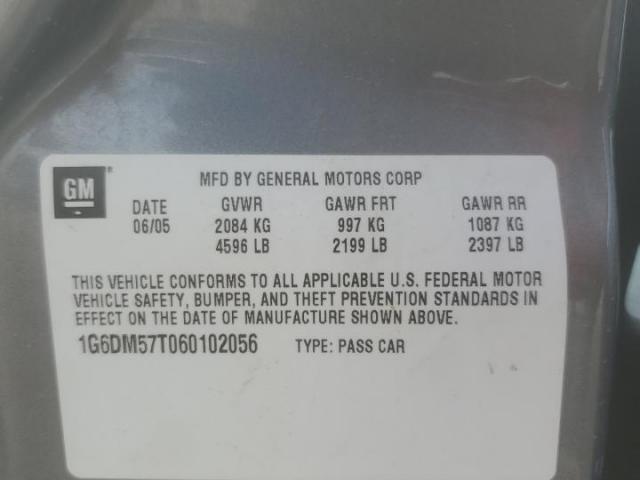 GM
MFD BY GENERAL MOTORS CORP
DATE GVWR GAWR FRT GAWR RR
06/05 2084 KG 997 KG 1087 KG
4596 LB 2199 LB 2397 LB
THIS VEHICLE CONFORMS TO ALL APPLICABLE U.S. FEDERAL MOTOR
VEHICLE SAFETY, BUMPER, AND THEFT PREVENTION STANDARDS IN
EFFECT ON THE DATE OF MANUFACTURE SHOWN ABOVE.
1G6DM57T060102056 TYPE: PASS CAR